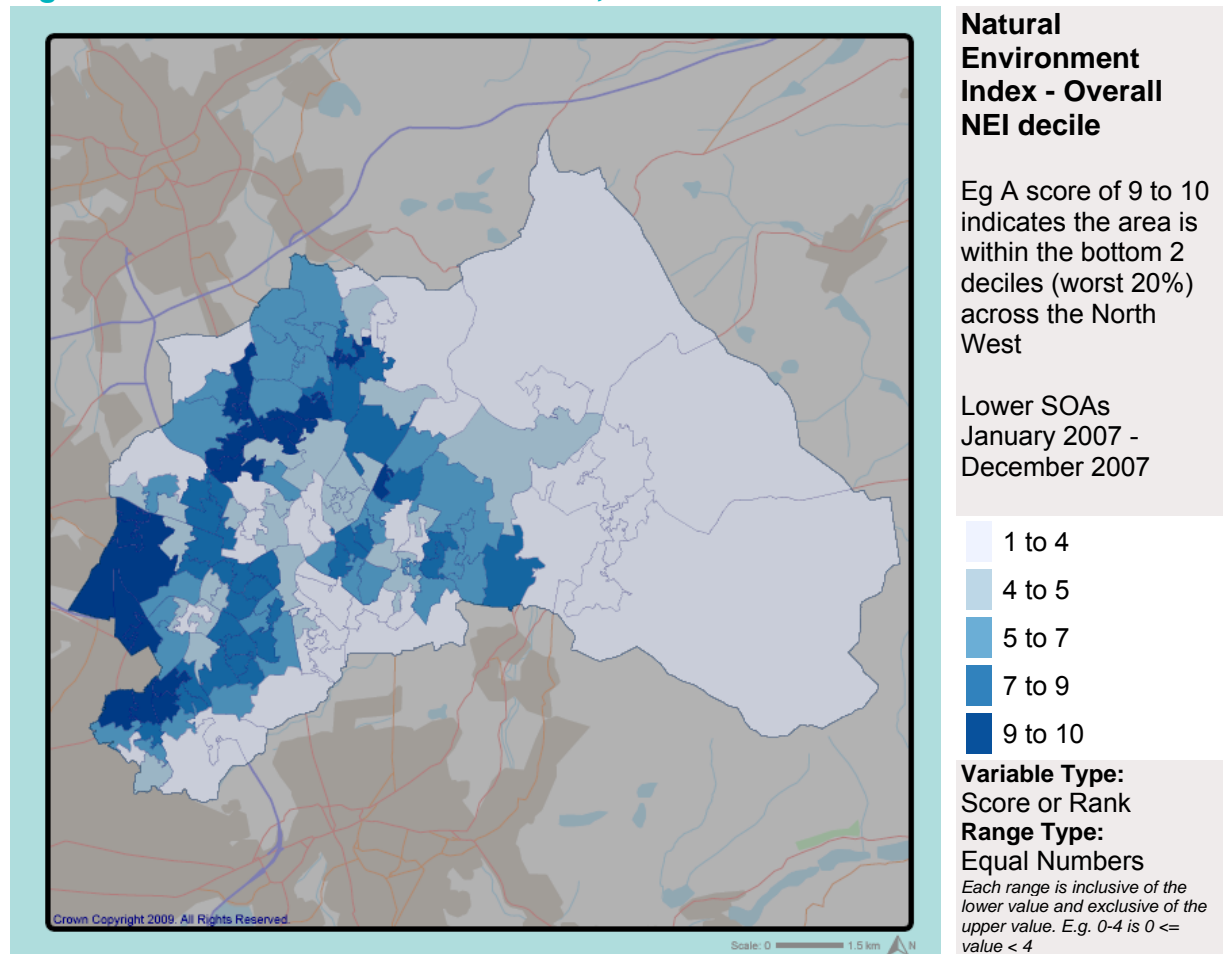 Natural
Environment
Index - Overall
NEI decile
Eg A score of 9 to 10
indicates the area is
within the bottom 2
deciles (worst 20%)
across the North
West
Lower SOAs
January 2007 -
December 2007
1 to 4
4 to 5
5 to 7
7 to 9
9 to 10
Variable Type:
Score or Rank
Range Type:
Equal Numbers
Each range is inclusive of the
lower value and exclusive of the
upper value. E.g. 0-4 is 0 <=
value < 4
Crown Copyright 2009. All Rights Reserved.
Scale: 0 1.5 km N